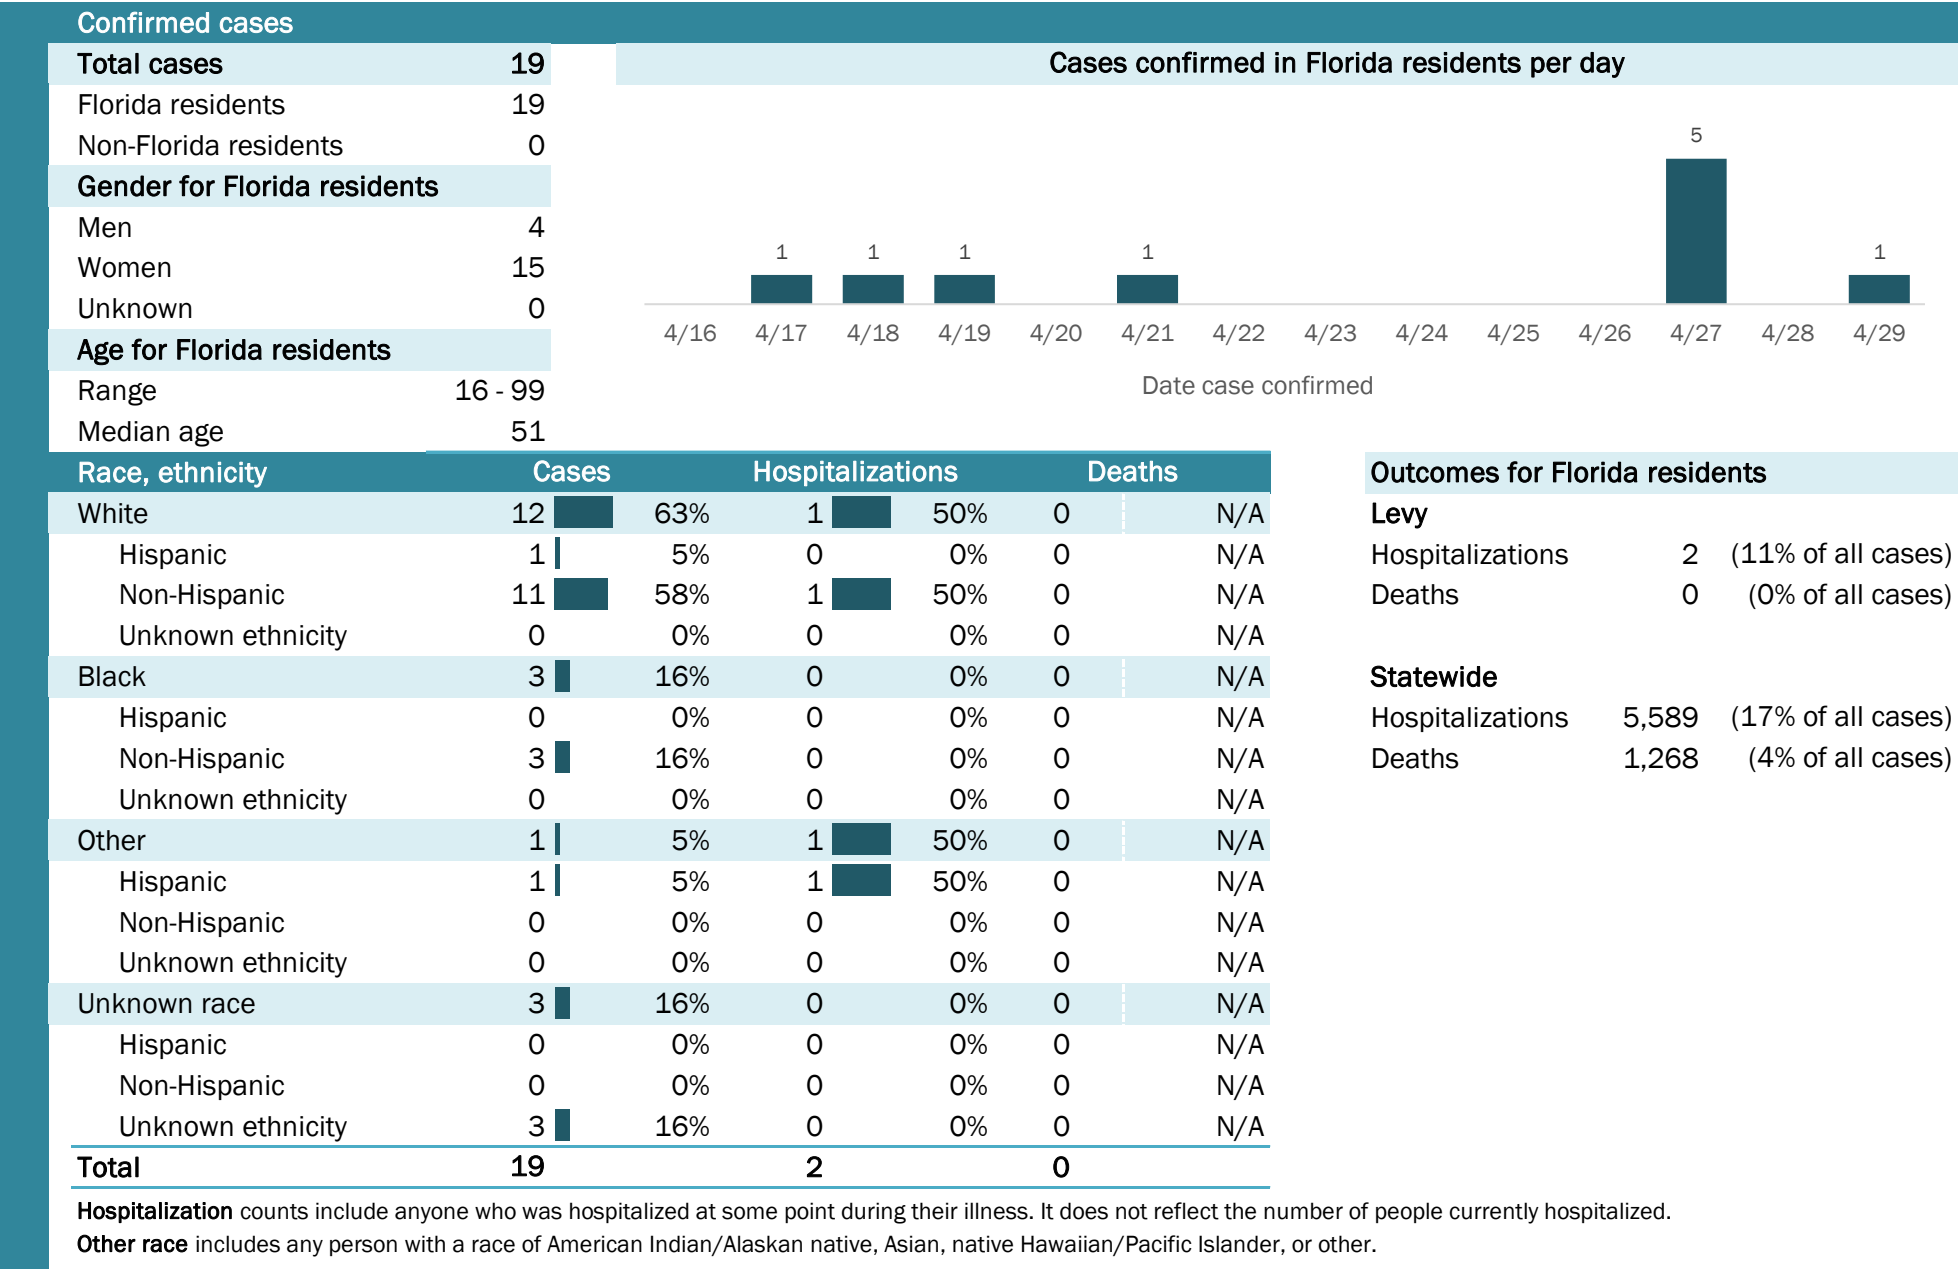 Confirmed cases
Total cases 19
Florida residents 19
Non-Florida residents 0
Gender for Florida residents
Men 4
Women 15
Unknown 0
Age for Florida residents
Range 16 - 99
Median age 51
Cases confirmed in Florida residents per day
5
1 1 1 1 1
4/16 4/17 4/18 4/19 4/20 4/21 4/22 4/23 4/24 4/25 4/26 4/27 4/28 4/29
Date case confirmed
Race, ethnicity Cases Hospitalizations Deaths
White 12 63% 1 50% 0 N/A
Hispanic 1 5% 0 0% 0 N/A
Non-Hispanic 11 58% 1 50% 0 N/A
Unknown ethnicity 0 0% 0 0% 0 N/A
Black 3 16% 0 0% 0 N/A
Hispanic 0 0% 0 0% 0 N/A
Non-Hispanic 3 16% 0 0% 0 N/A
Unknown ethnicity 0 0% 0 0% 0 N/A
Other 1 5% 1 50% 0 N/A
Hispanic 1 5% 1 50% 0 N/A
Non-Hispanic 0 0% 0 0% 0 N/A
Unknown ethnicity 0 0% 0 0% 0 N/A
Unknown race 3 16% 0 0% 0 N/A
Hispanic 0 0% 0 0% 0 N/A
Non-Hispanic 0 0% 0 0% 0 N/A
Unknown ethnicity 3 16% 0 0% 0 N/A
Total 19 2 0
Outcomes for Florida residents
Levy
Hospitalizations 2 (11% of all cases)
Deaths 0 (0% of all cases)
Statewide
Hospitalizations 5,589 (17% of all cases)
Deaths 1,268 (4% of all cases)
Hospitalization counts include anyone who was hospitalized at some point during their illness. It does not reflect the number of people currently hospitalized.
Other race includes any person with a race of American Indian/Alaskan native, Asian, native Hawaiian/Pacific Islander, or other.